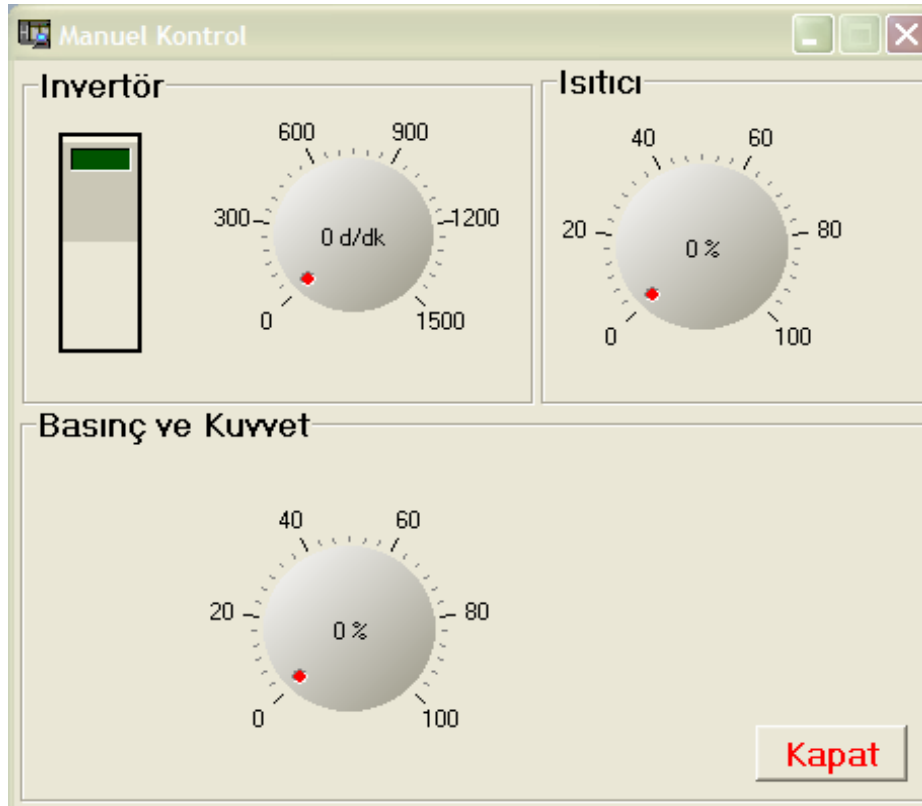 Manuel Kontrol
Invertör
Isıtıcı
600 900
300 1200
0 d/dk
0 1500
40 60
20 80
0 %
0 100
Basınç ve Kuvvet
40 60
20 80
0 %
0 100
Kapat